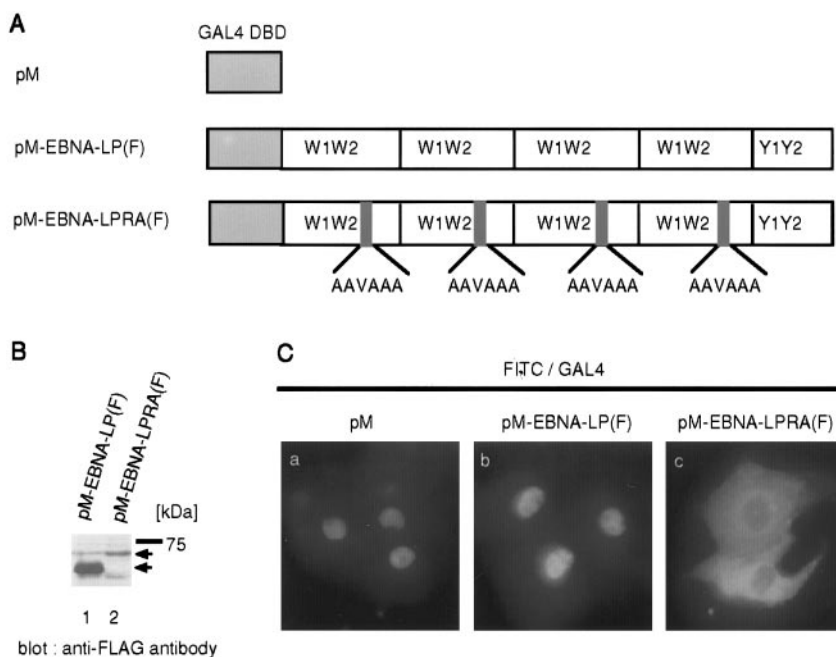 A
GAL4 DBD
pM
pM-EBNA-LP(F)
W1W2 W1W2 W1W2 W1W2 Y1Y2
pM-EBNA-LPRA(F)
W1W2 W1W2 W1W2 W1W2 Y1Y2
AAVAAA AAVAAA AAVAAA AAVAAA
B
pM-EBNA-LP(F)
pM-EBNA-LPRA(F)
[kDa]
75
1 2
blot : anti-FLAG antibody
C
FITC / GAL4
pM pM-EBNA-LP(F) pM-EBNA-LPRA(F)
a b c